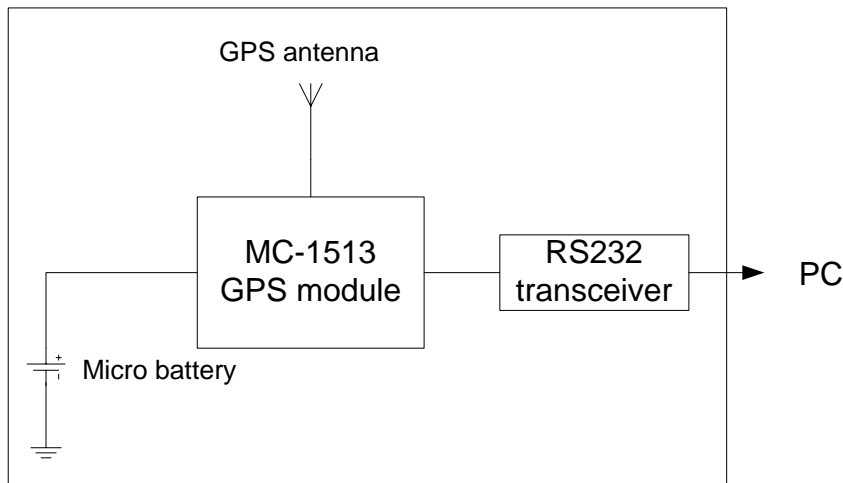 GPS antenna
MC-1513
GPS module
RS232
transceiver
PC
+
-
Micro battery